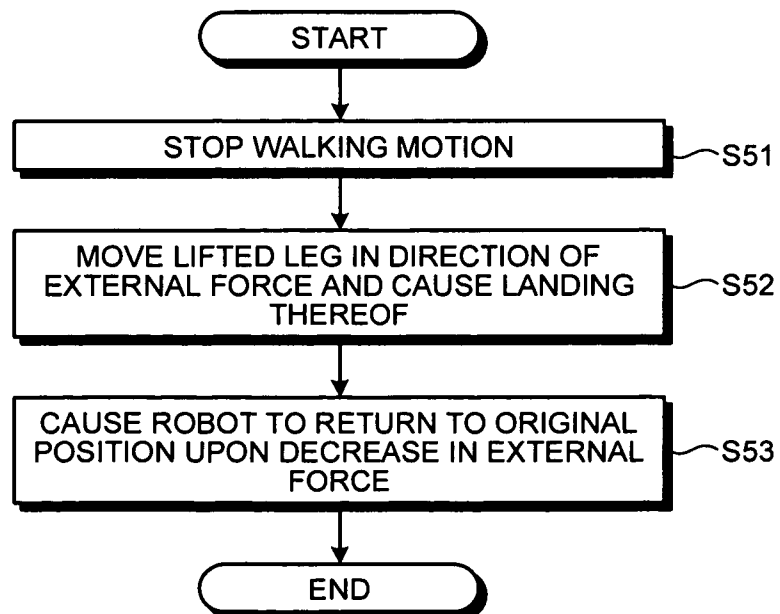 START
STOP WALKING MOTION
S51
MOVE LIFTED LEG IN DIRECTION OF
EXTERNAL FORCE AND CAUSE LANDING
THEREOF
S52
CAUSE ROBOT TO RETURN TO ORIGINAL
POSITION UPON DECREASE IN EXTERNAL
FORCE
S53
END